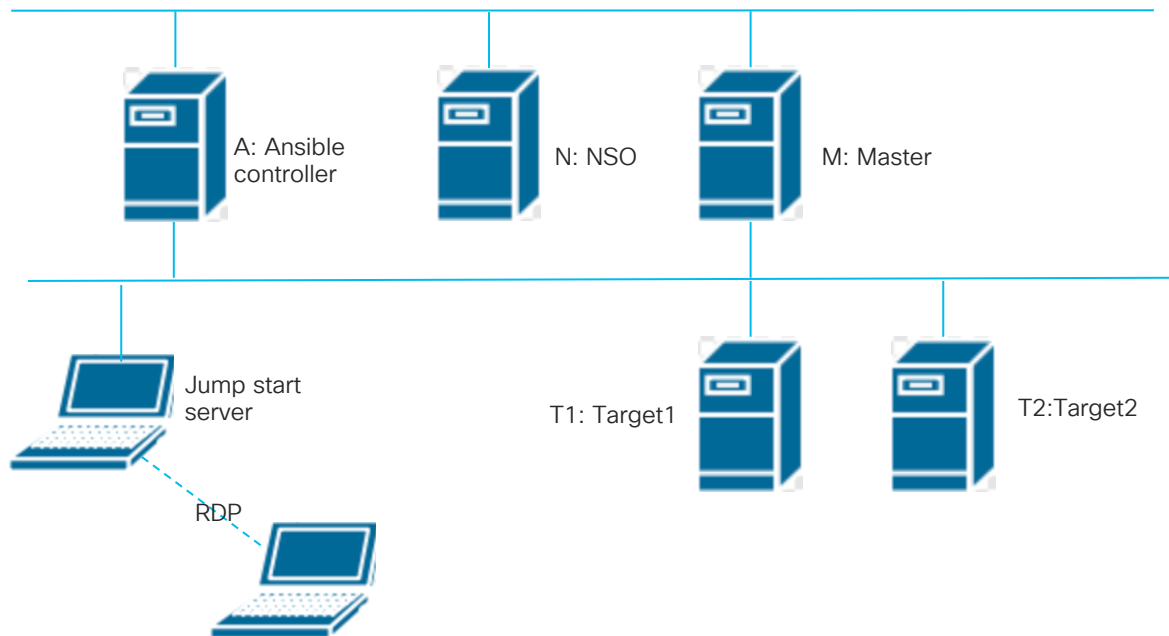 A: Ansible
controller
N: NSO
M: Master
Jump start
server
T1: Target1
T2:Target2
RDP